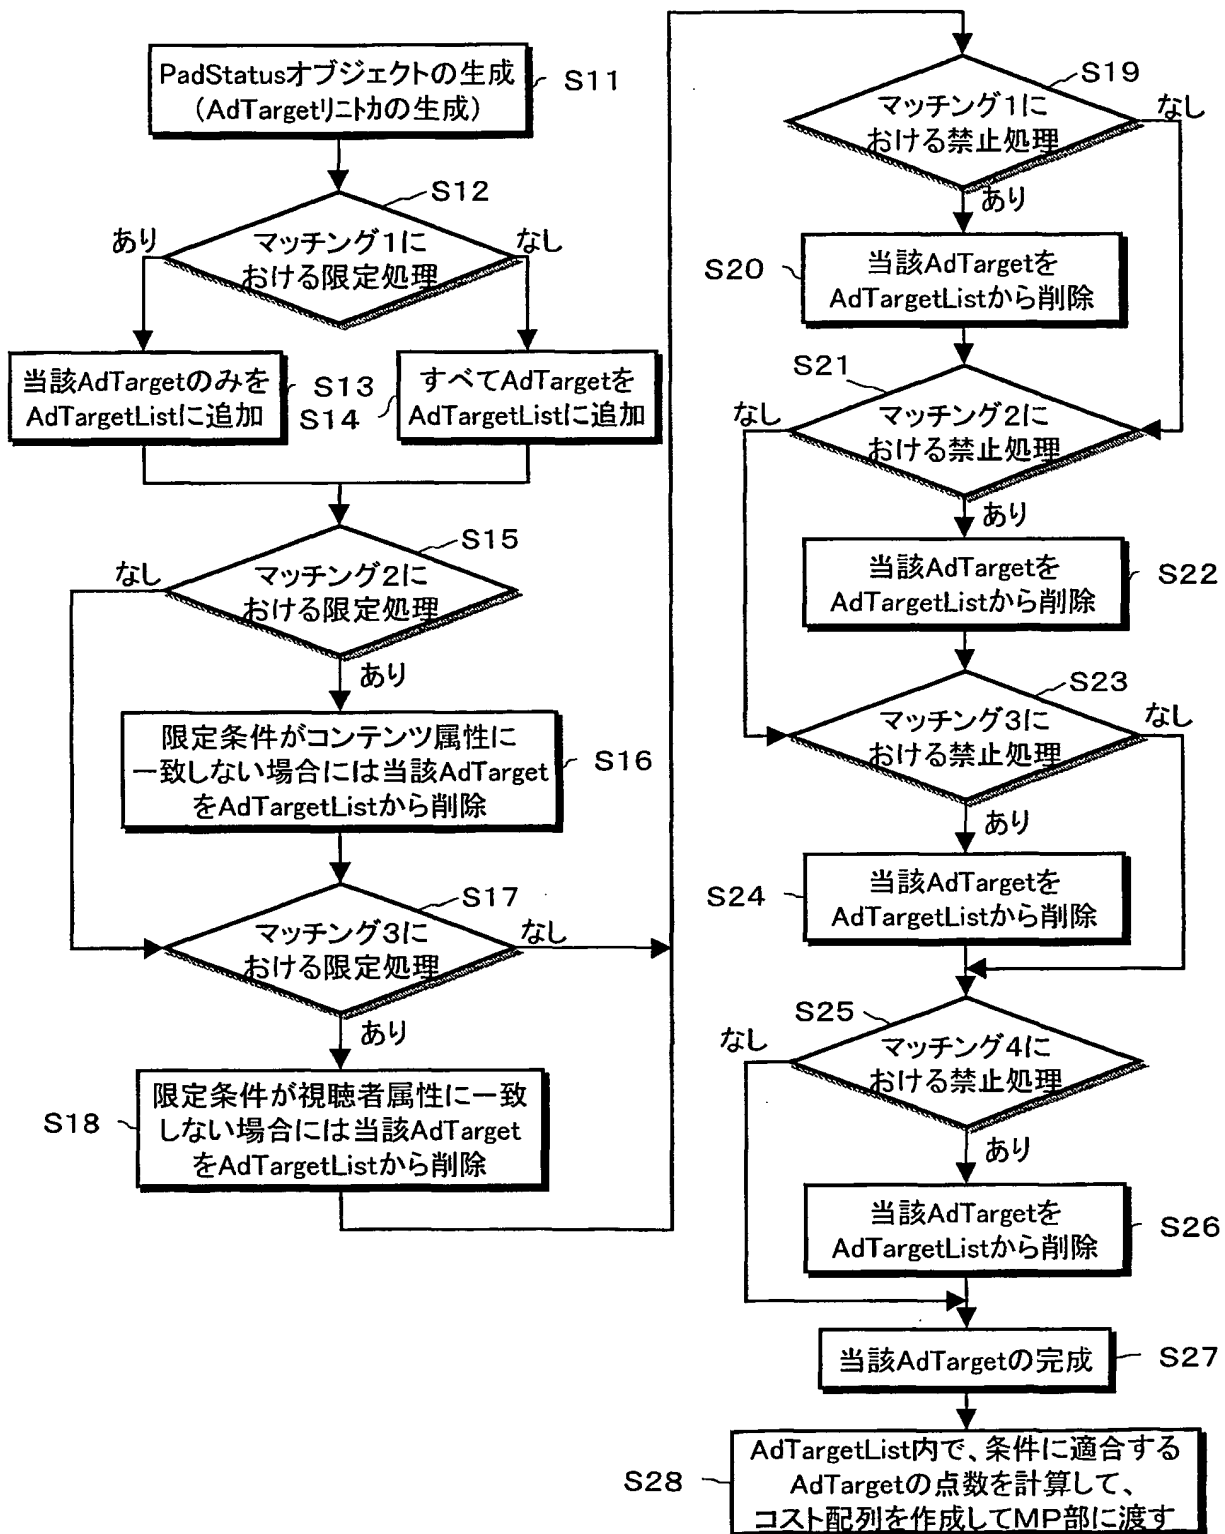 PadStatusオブジェクトの生成
(AdTargetリニトカの生成)
S11
S12
マッチング1に
おける限定処理
あり
なし
当該AdTargetのみを
AdTargetListに追加
S13
S14
すべてAdTargetを
AdTargetListに追加
S15
マッチング2に
おける限定処理
なし
あり
限定条件がコンテンツ属性に
一致しない場合には当該AdTarget
をAdTargetListから削除
S16
S17
マッチング3に
おける限定処理
なし
あり
限定条件が視聴者属性に一致
しない場合には当該AdTarget
をAdTargetListから削除
S18
S19
マッチング1に
おける禁止処理
なし
あり
S20
当該AdTargetを
AdTargetListから削除
S21
マッチング2に
おける禁止処理
なし
あり
当該AdTargetを
AdTargetListから削除
S22
S23
マッチング3に
おける禁止処理
なし
あり
S24
当該AdTargetを
AdTargetListから削除
S25
マッチング4に
おける禁止処理
なし
あり
当該AdTargetを
AdTargetListから削除
S26
当該AdTargetの完成
S27
S28
AdTargetList内で、条件に適合する
AdTargetの点数を計算して、
コスト配列を作成してMP部に渡す